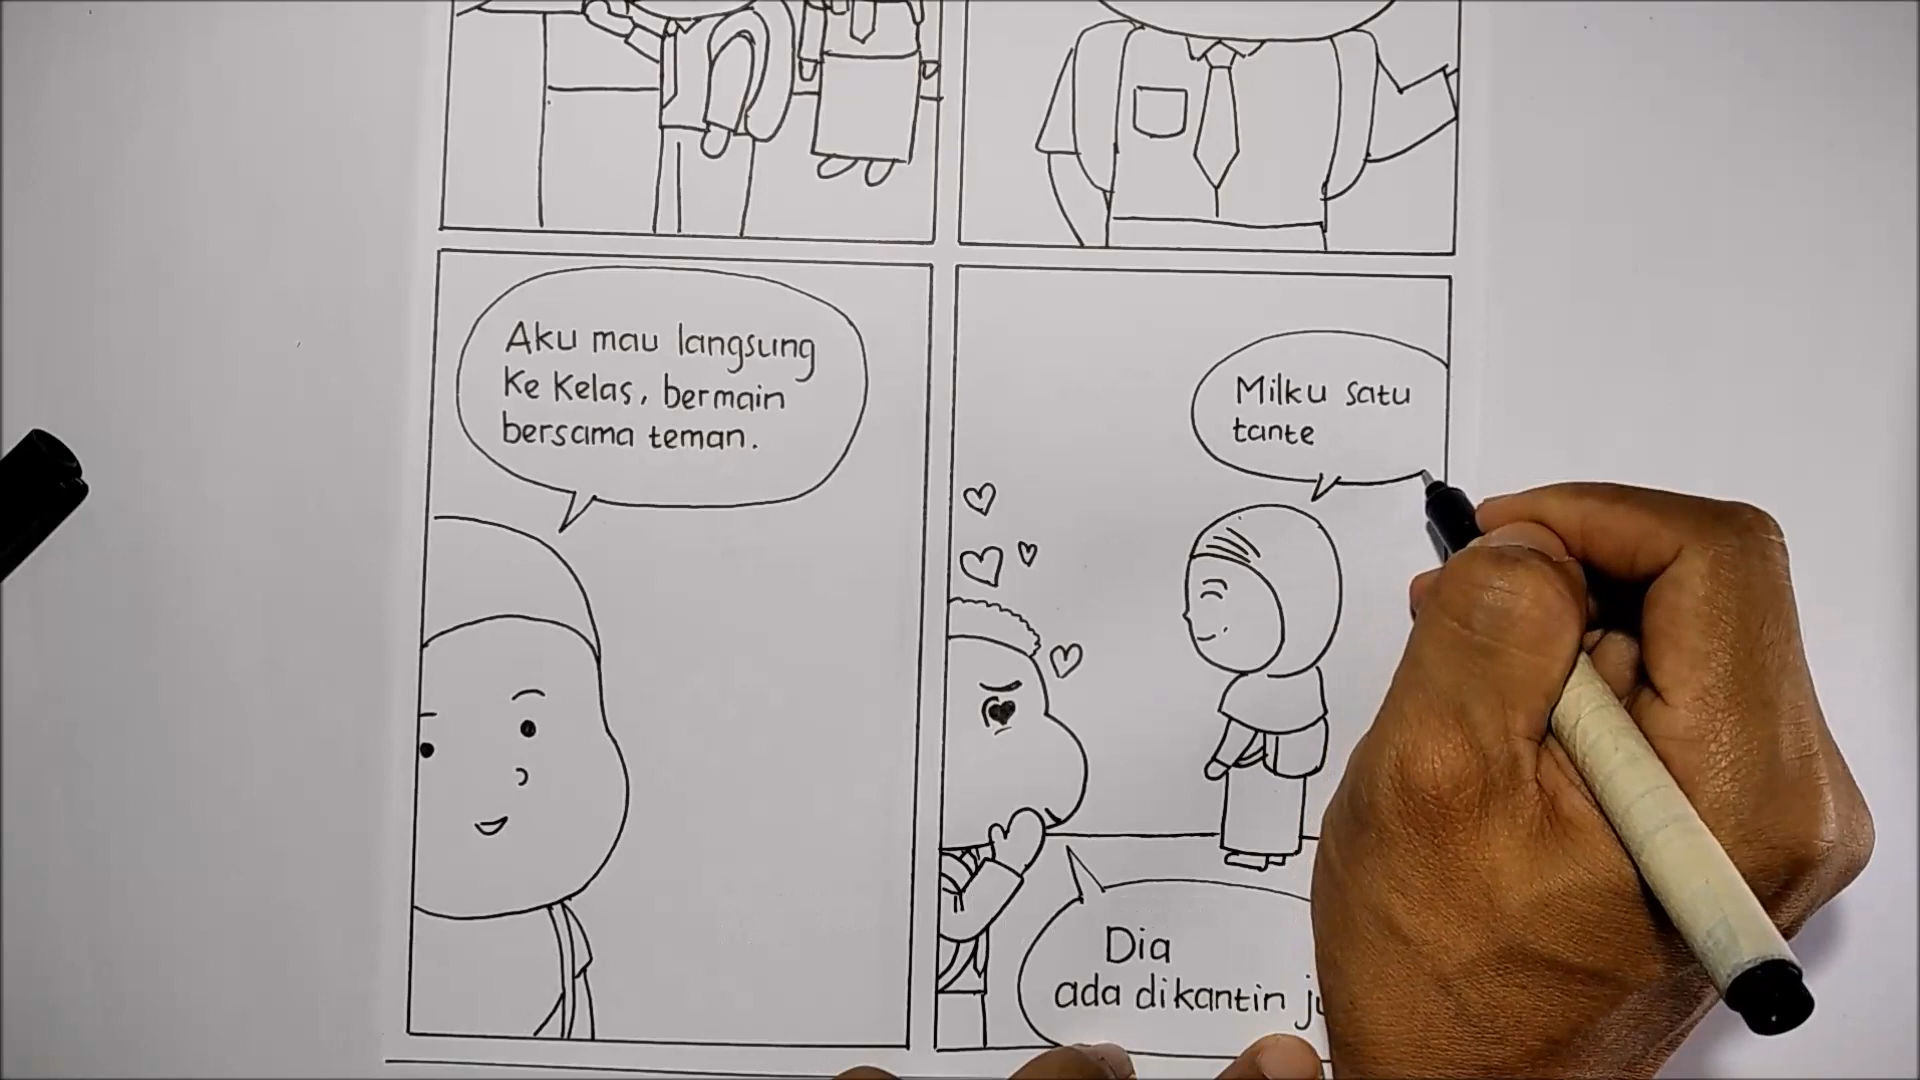 Aku mau langsung
Ke Kelas, bermain
bersama teman.
Milku satu
tante
Dia
ada dikantin